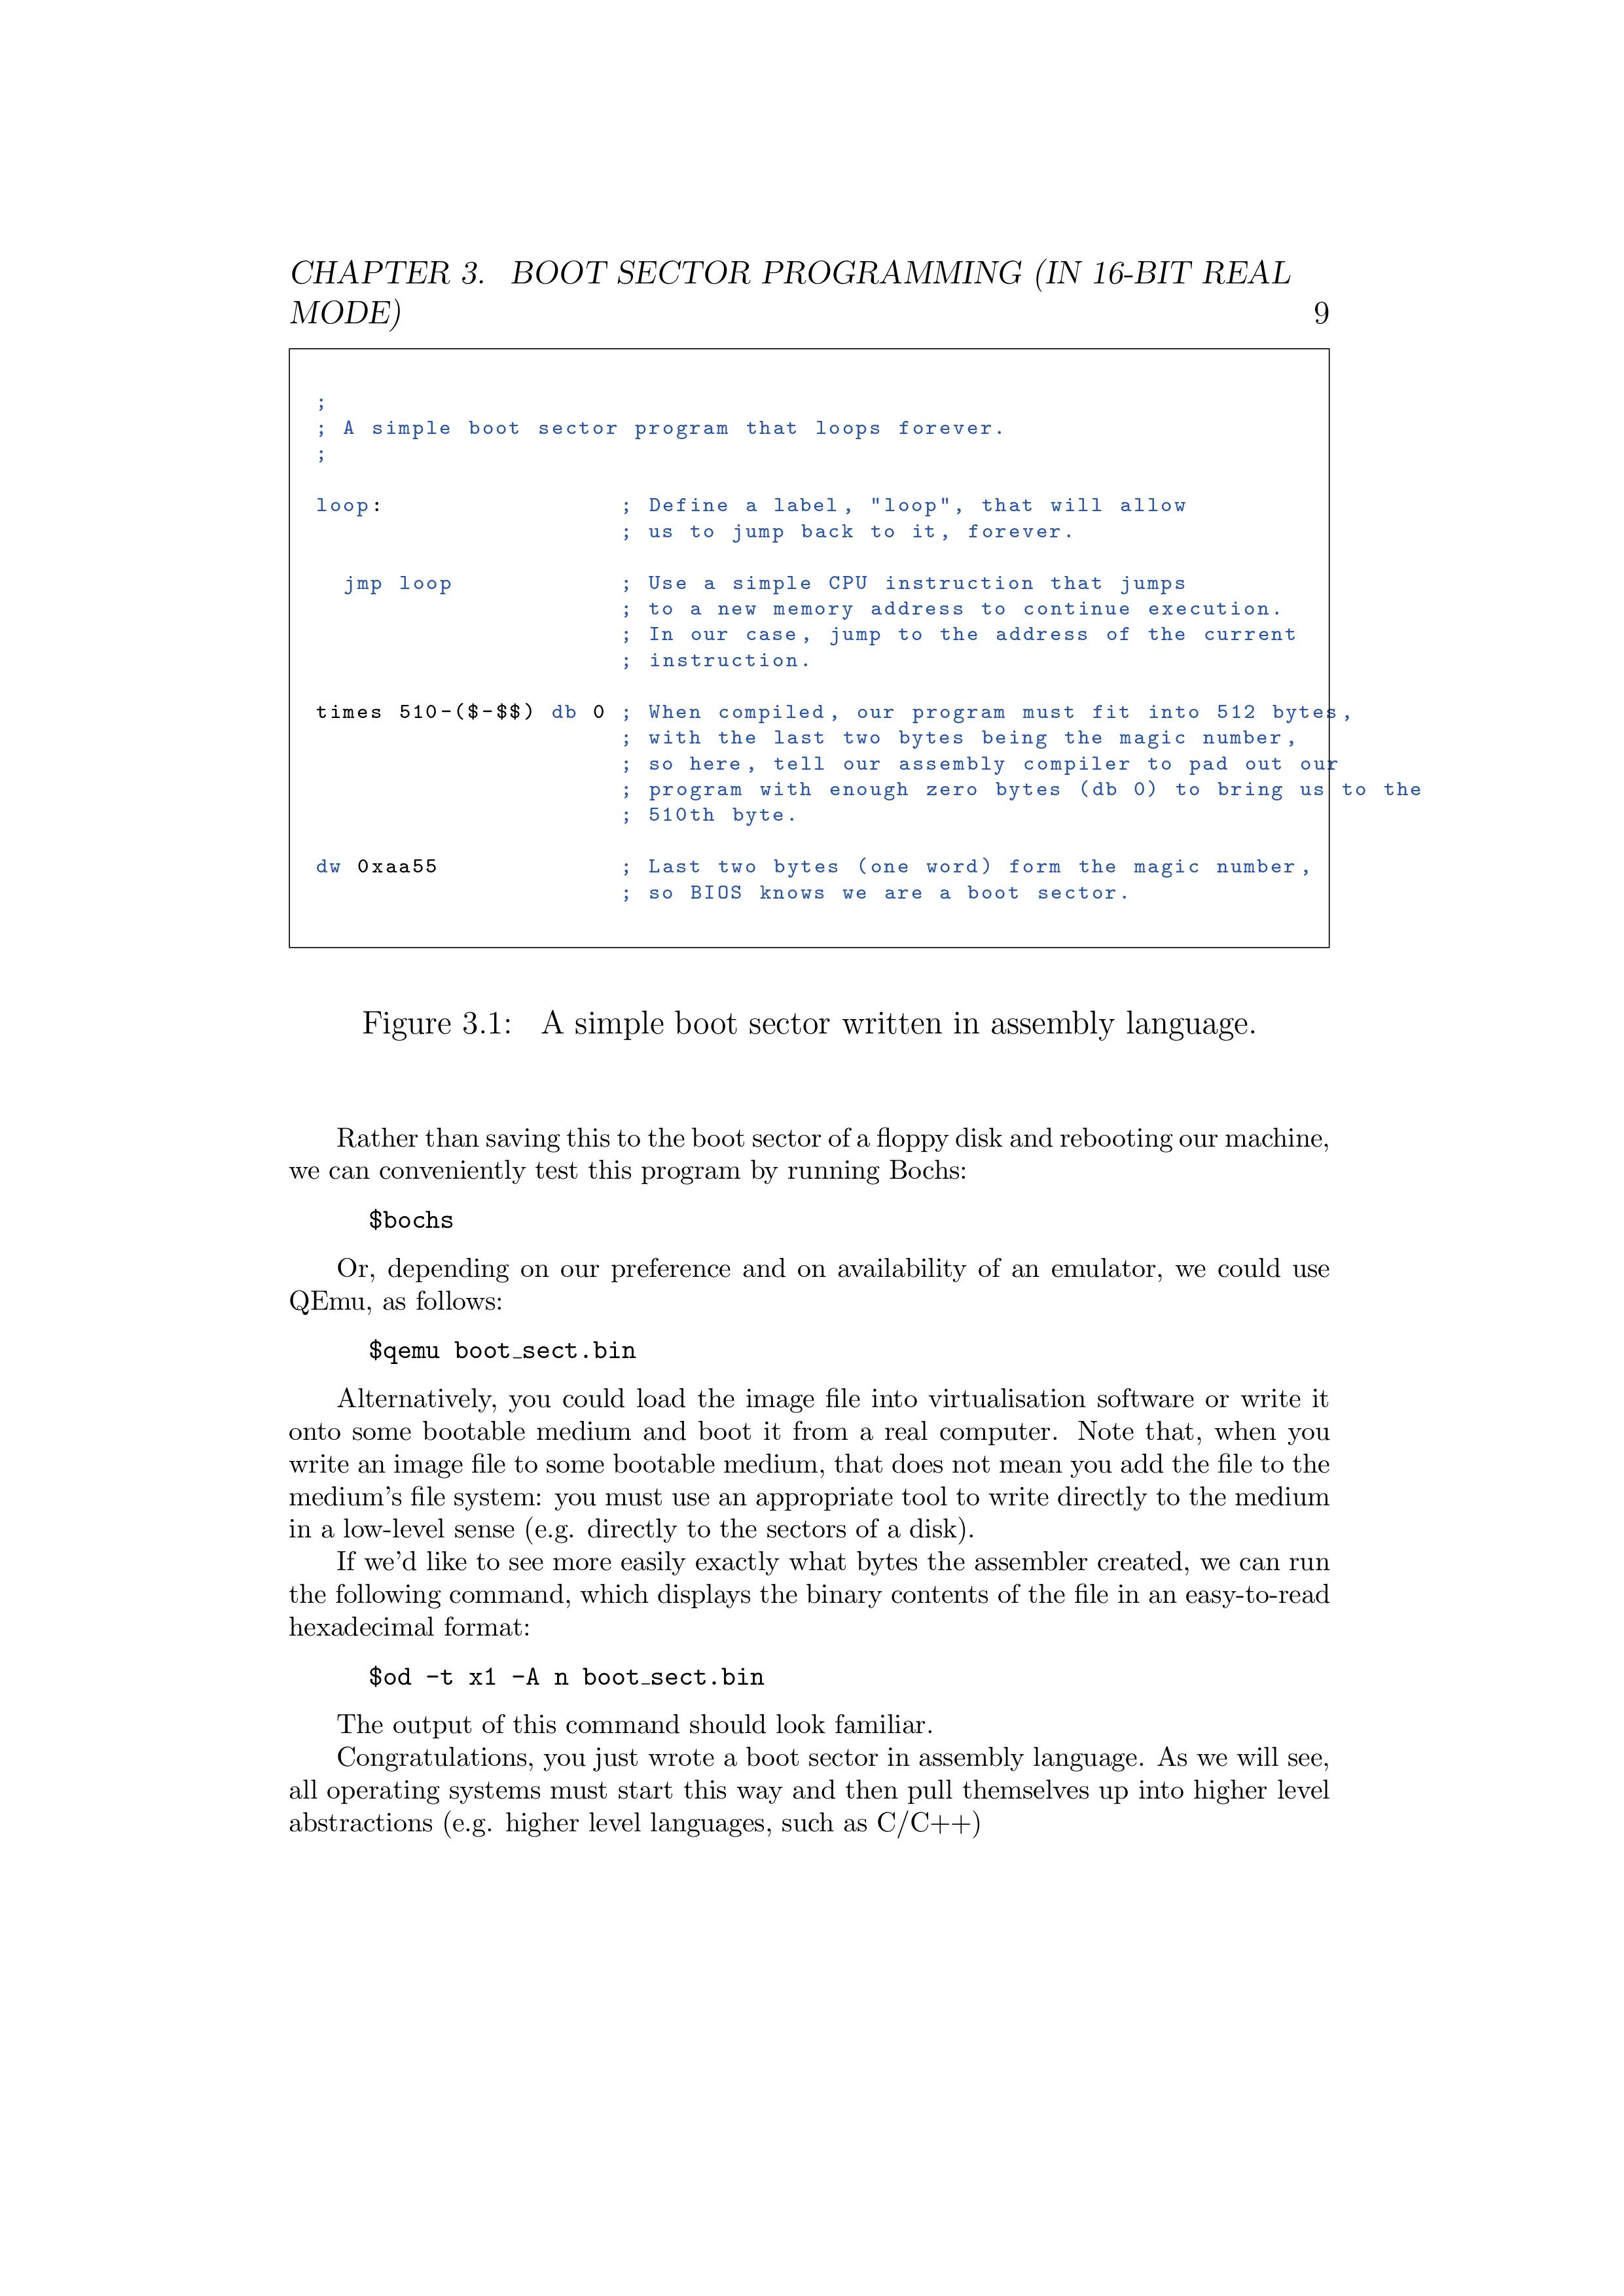 CHAPTER 3. BOOT SECTOR PROGRAMMING (IN 16-BIT REAL
MODE) 9
;
; A simple boot sector program that loops forever.
;
loop: ; Define a label, "loop", that will allow
; us to jump back to it, forever.
jmp loop ; Use a simple CPU instruction that jumps
; to a new memory address to continue execution.
; In our case, jump to the address of the current
; instruction.
times 510-($-$$) db 0 ; When compiled, our program must fit into 512 bytes,
; with the last two bytes being the magic number,
; so here, tell our assembly compiler to pad out our
; program with enough zero bytes (db 0) to bring us to the
; 510th byte.
dw 0xaa55 ; Last two bytes (one word) form the magic number,
; so BIOS knows we are a boot sector.
Figure 3.1: A simple boot sector written in assembly language.
Rather than saving this to the boot sector of a floppy disk and rebooting our machine,
we can conveniently test this program by running Bochs:
$bochs
Or, depending on our preference and on availability of an emulator, we could use
QEmu, as follows:
$qemu boot_sect.bin
Alternatively, you could load the image file into virtualisation software or write it
onto some bootable medium and boot it from a real computer. Note that, when you
write an image file to some bootable medium, that does not mean you add the file to the
medium's file system: you must use an appropriate tool to write directly to the medium
in a low-level sense (e.g. directly to the sectors of a disk).
If we'd like to see more easily exactly what bytes the assembler created, we can run
the following command, which displays the binary contents of the file in an easy-to-read
hexadecimal format:
$od -t x1 -A n boot_sect.bin
The output of this command should look familiar.
Congratulations, you just wrote a boot sector in assembly language. As we will see,
all operating systems must start this way and then pull themselves up into higher level
abstractions (e.g. higher level languages, such as C/C++)